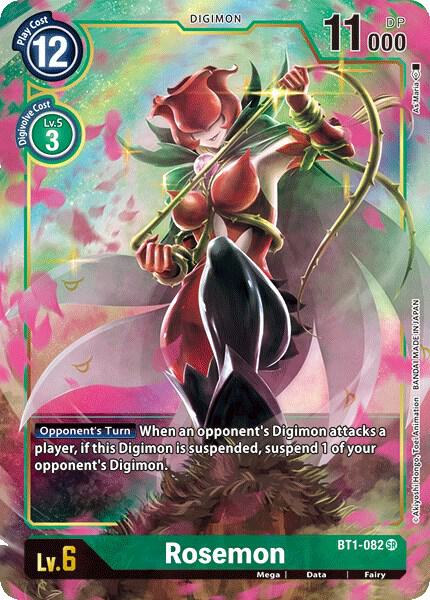 DIGIMON
Play Cost
12
11000
DP
Digivolve Cost
Lv.5
3
As'Maria
Opponent's Turn When an opponent's Digimon attacks a
player, if this Digimon is suspended, suspend 1 of your
opponent's Digimon.
©Akiyoshi Hongo, Toei Animation BANDAI MADE IN JAPAN
BT1-082 SR
Lv.6
Rosemon
Mega | Data | Fairy